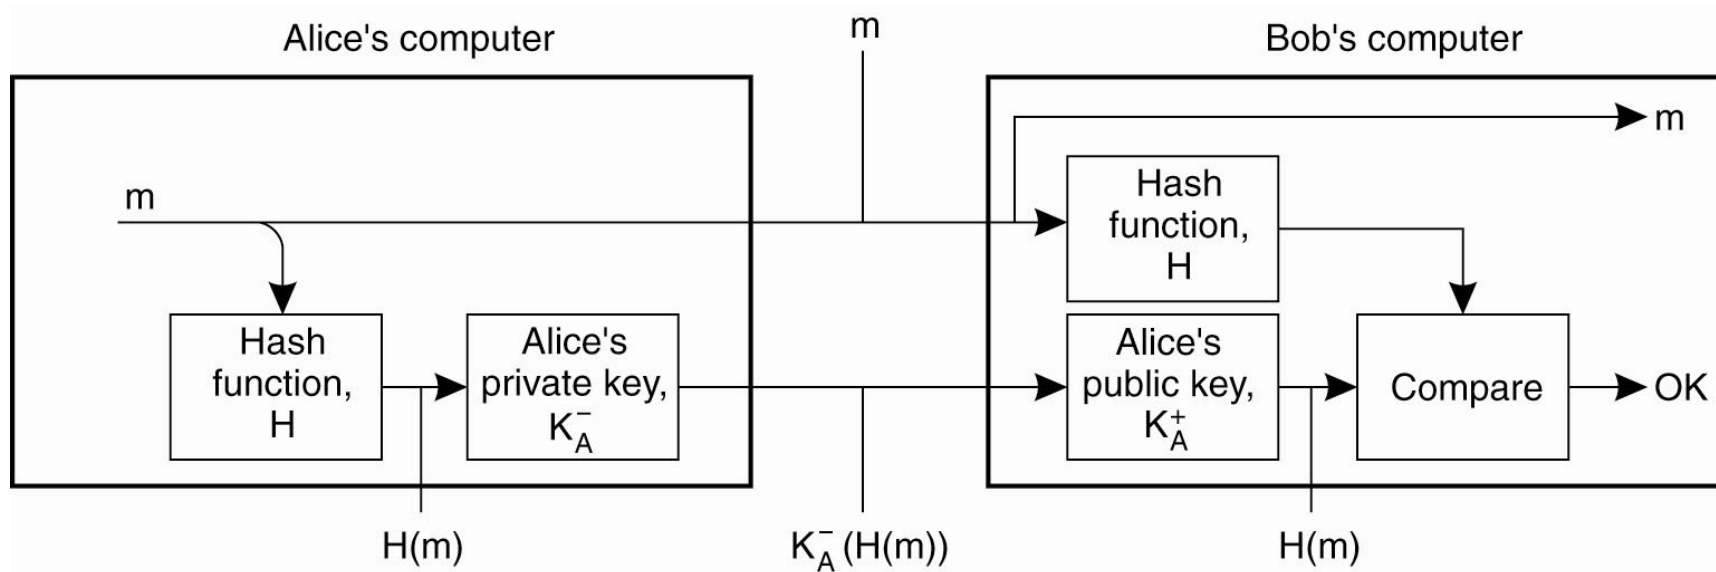 Alice's computer
m
Bob's computer
m
m
Hash
function,
H
Hash
function,
H
Alice's
private key,
K_A^-
Alice's
public key,
K_A^+
Compare
OK
H(m)
K_A^-(H(m))
H(m)